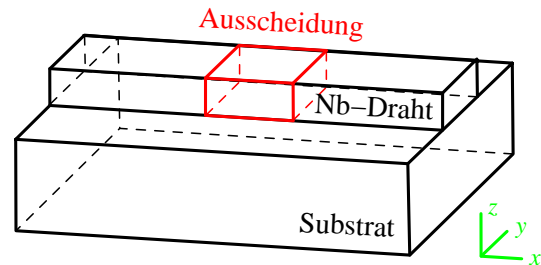 Ausscheidung
Nb–Draht
Substrat
z
y
x